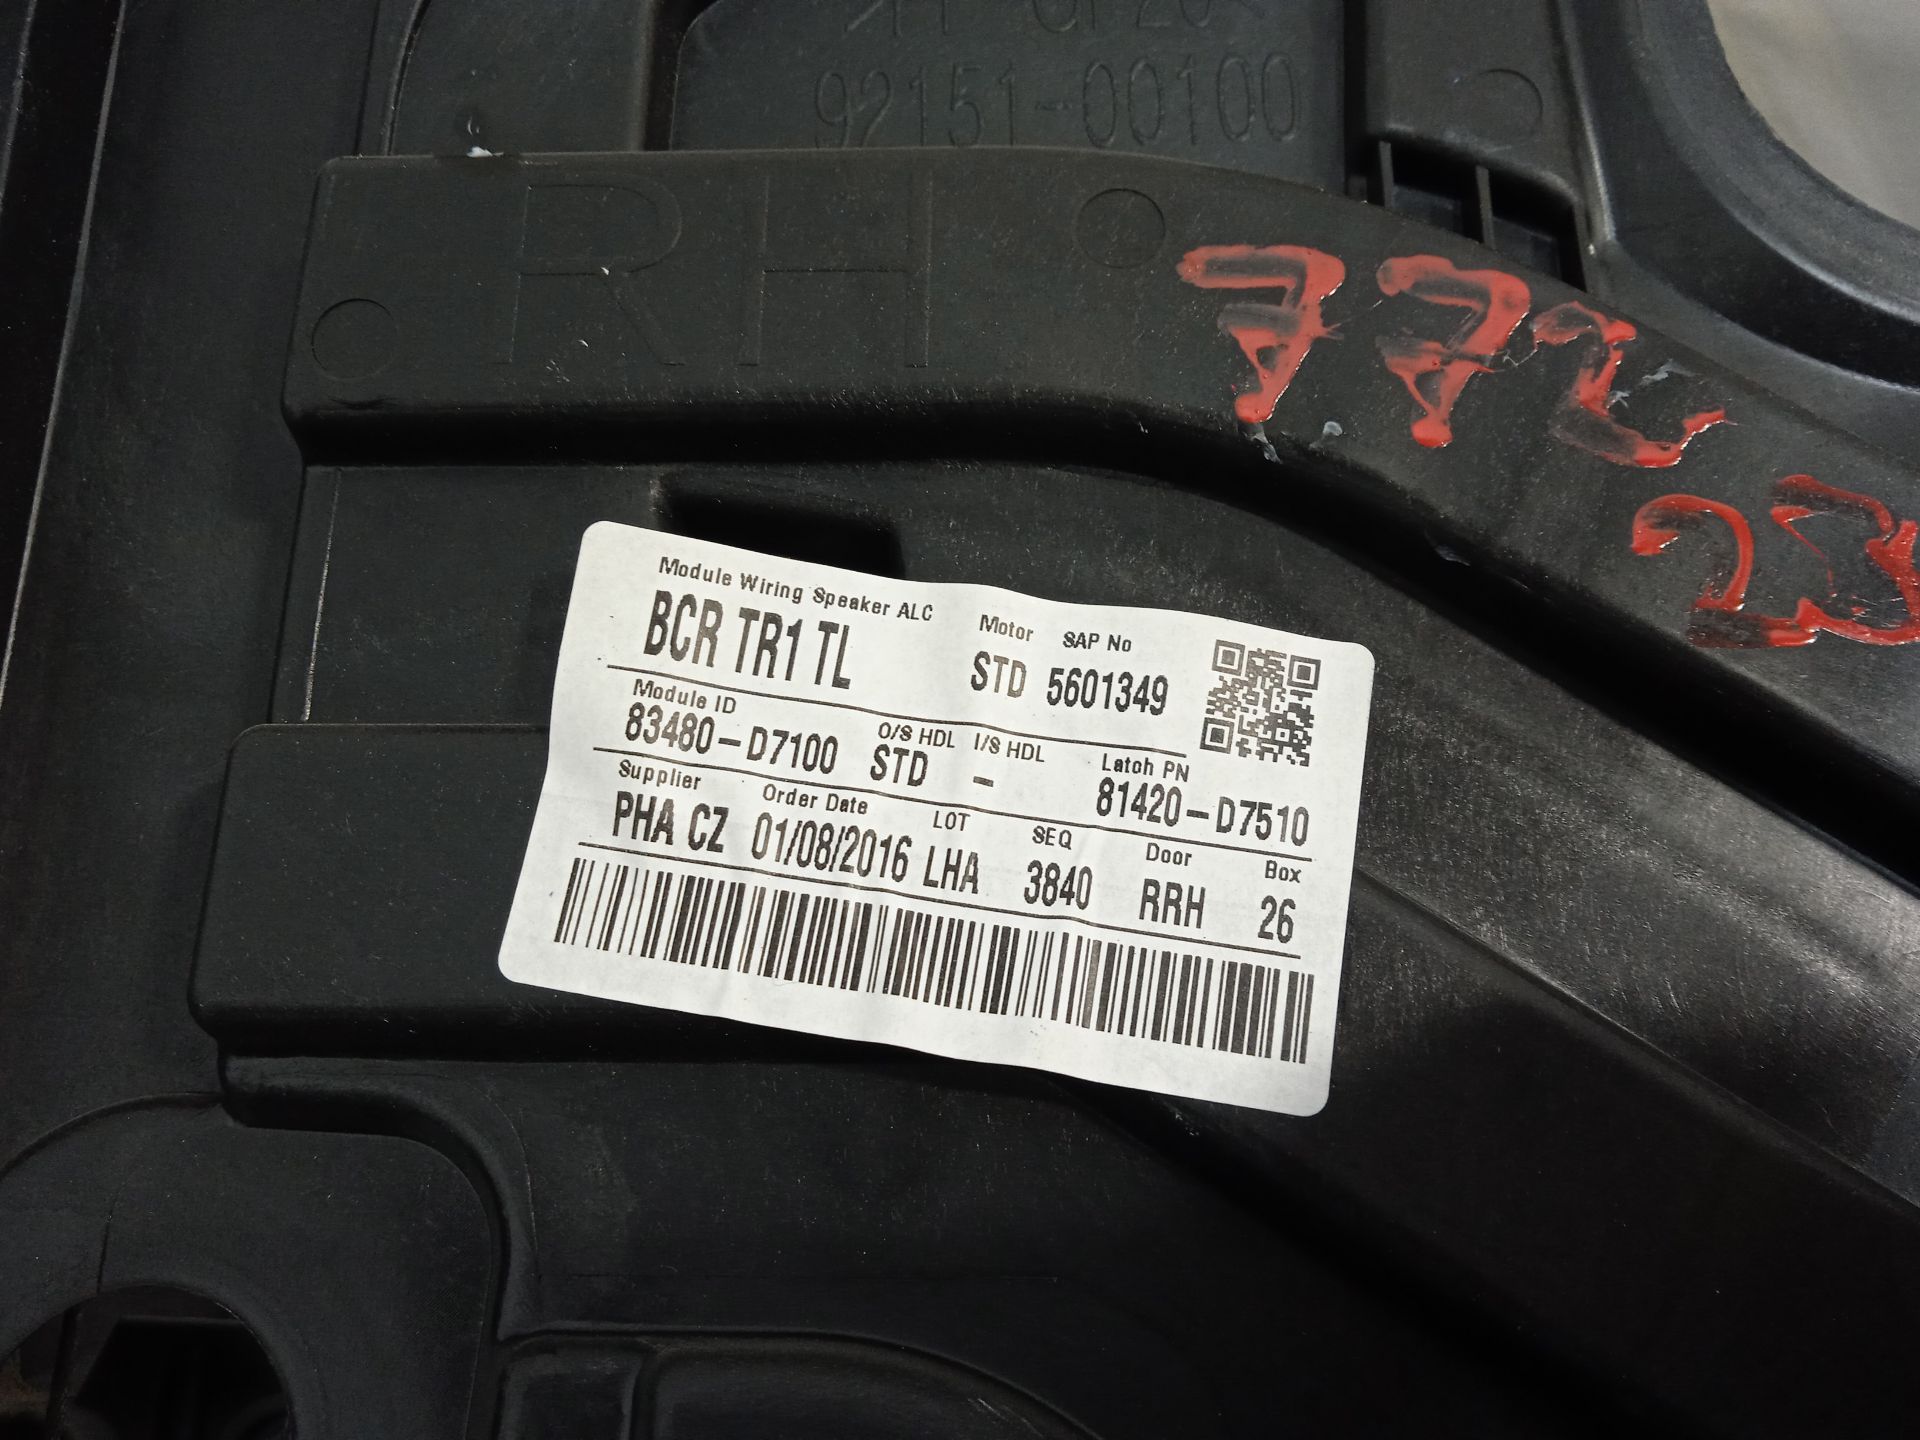 92151-00100
RH
772
Module Wiring Speaker ALC Motor SAP No
BCR TR1 TL STD 5601349
Module ID O/S HDL I/S HDL Latch PN
83480-D7100 STD - 81420-D7510
Supplier Order Date LOT SEQ Door Box
PHA CZ 01/08/2016 LHA 3840 RRH 26